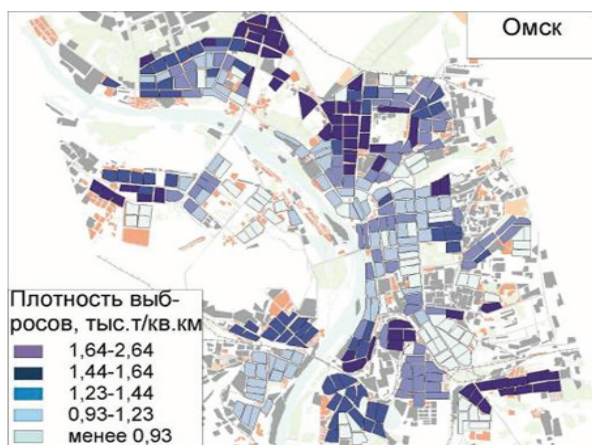 Омск
Плотность выб-
росов, тыс.т/кв.км
1,64-2,64
1,44-1,64
1,23-1,44
0,93-1,23
менее 0,93